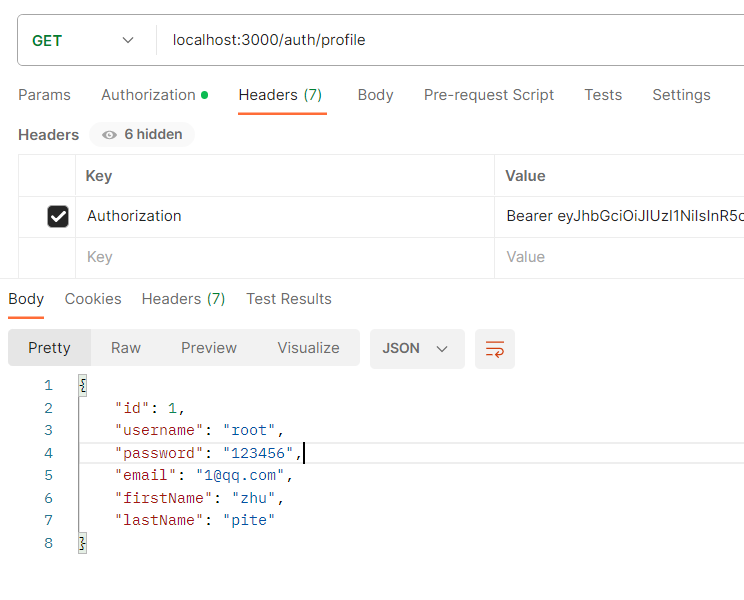 GET localhost:3000/auth/profile
Params Authorization Headers (7) Body Pre-request Script Tests Settings
Headers 6 hidden
Key Value
Authorization Bearer
Key Value
Body Cookies Headers (7) Test Results
Pretty Raw Preview Visualize JSON
1 {
2 "id": 1,
3 "username": "root",
4 "password": "123456",
5 "email": "1@qq.com",
6 "firstName": "zhu",
7 "lastName": "pite"
8 }